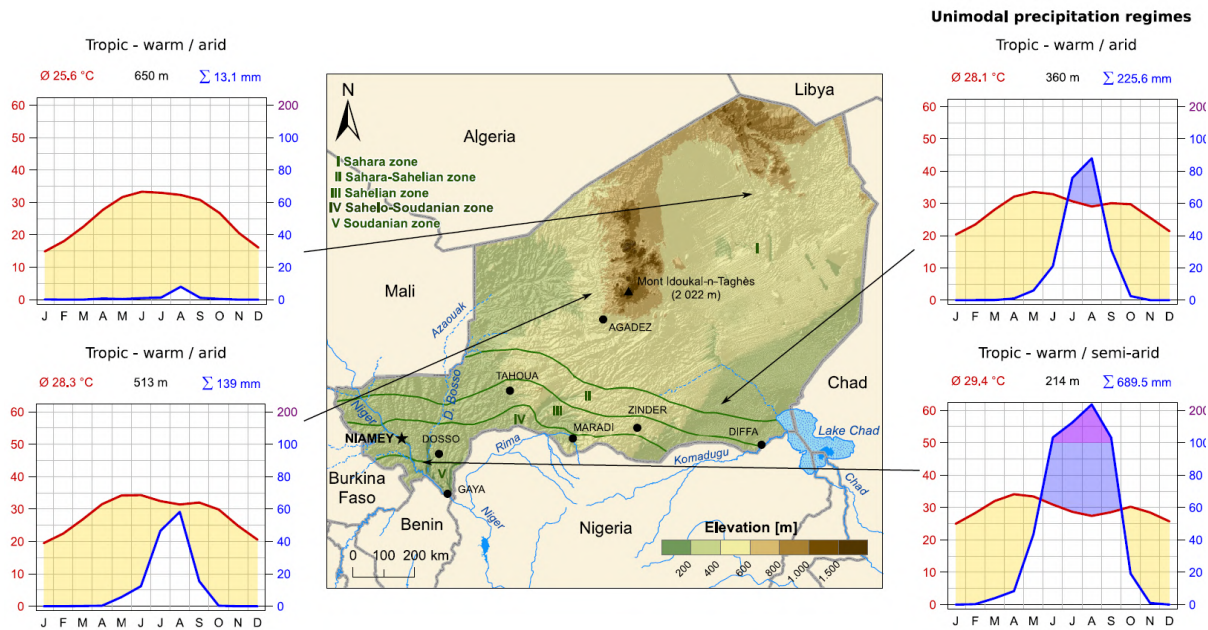 Unimodal precipitation regimes
Tropic - warm / arid
Ø 25.6 °C 650 m ∑ 13.1 mm
60 200
50 100
40 80
30 60
20 40
10 20
0 0
J F M A M J J A S O N D
Tropic - warm / arid
Ø 28.3 °C 513 m ∑ 139 mm
60 200
50 100
40 80
30 60
20 40
10 20
0 0
J F M A M J J A S O N D
N
Libya
Algeria
I Sahara zone
II Sahara-Sahelian zone
III Sahelian zone
IV Sahelo-Soudanian zone
V Soudanian zone
I
Mali
Mont Idoukal-n-Taghès
(2 022 m)
Azaouak
AGADEZ
Chad
TAHOUA
II
D. Bosso
Niger
III
IV
ZINDER
MARADI
DIFFA
Lake Chad
NIAMEY
DOSSO
Rima
Komadugu
Chad
V
GAYA
Burkina
Faso
Niger
Benin
Nigeria
Elevation [m]
200 400 600 800 1.000 1.500
0 100 200 km
Tropic - warm / arid
Ø 28.1 °C 360 m ∑ 225.6 mm
60 200
50 100
40 80
30 60
20 40
10 20
0 0
J F M A M J J A S O N D
Tropic - warm / semi-arid
Ø 29.4 °C 214 m ∑ 689.5 mm
60 200
50 100
40 80
30 60
20 40
10 20
0 0
J F M A M J J A S O N D